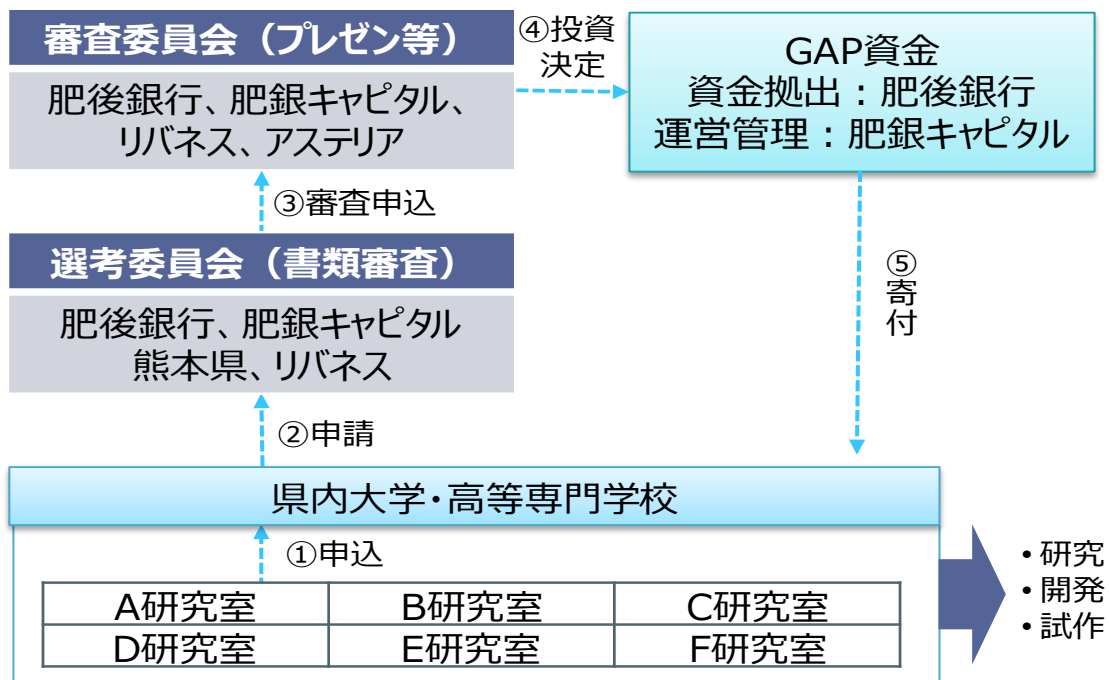 審査委員会（プレゼン等）
肥後銀行、肥銀キャピタル、
リバネス、アステリア
④投資
決定
GAP資金
資金拠出：肥後銀行
運営管理：肥銀キャピタル
③審査申込
選考委員会（書類審査）
肥後銀行、肥銀キャピタル
熊本県、リバネス
⑤寄付
②申請
県内大学・高等専門学校
①申込
A研究室 B研究室 C研究室
D研究室 E研究室 F研究室
・研究
・開発
・試作